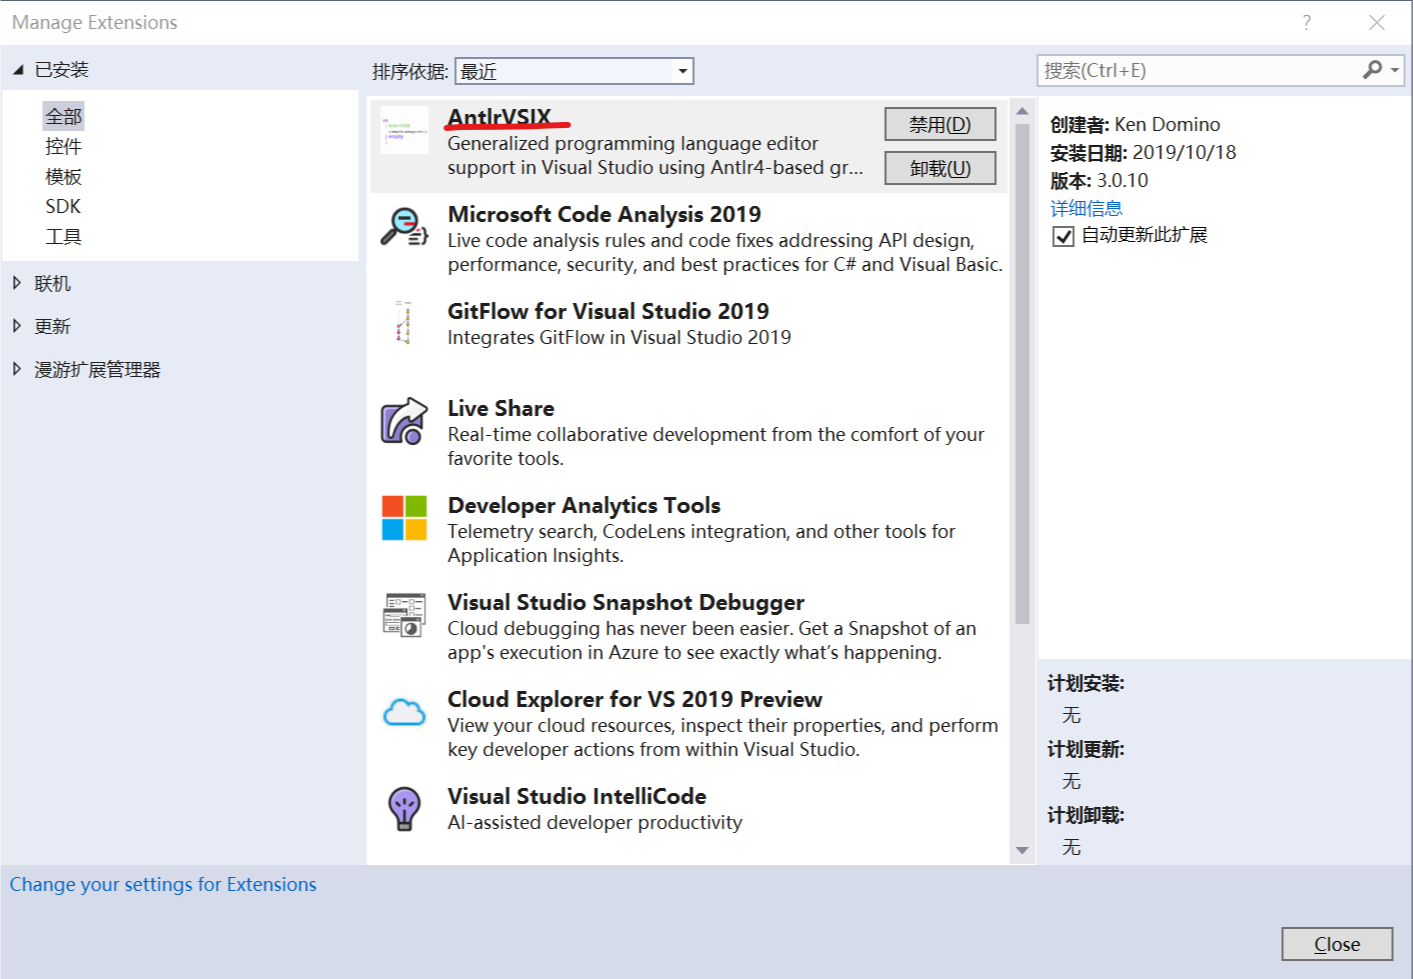 Manage Extensions
?
已安装
全部
控件
模板
SDK
工具
联机
更新
漫游扩展管理器
排序依据: 最近
AntlrVSIX
Generalized programming language editor
support in Visual Studio using Antlr4-based gr...
禁用(D)
卸载(U)
Microsoft Code Analysis 2019
Live code analysis rules and code fixes addressing API design,
performance, security, and best practices for C# and Visual Basic.
GitFlow for Visual Studio 2019
Integrates GitFlow in Visual Studio 2019
Live Share
Real-time collaborative development from the comfort of your
favorite tools.
Developer Analytics Tools
Telemetry search, CodeLens integration, and other tools for
Application Insights.
Visual Studio Snapshot Debugger
Cloud debugging has never been easier. Get a Snapshot of an
app's execution in Azure to see exactly what's happening.
Cloud Explorer for VS 2019 Preview
View your cloud resources, inspect their properties, and perform
key developer actions from within Visual Studio.
Visual Studio IntelliCode
AI-assisted developer productivity
搜索(Ctrl+E)
创建者: Ken Domino
安装日期: 2019/10/18
版本: 3.0.10
详细信息
自动更新此扩展
计划安装:
无
计划更新:
无
计划卸载:
无
Change your settings for Extensions
Close